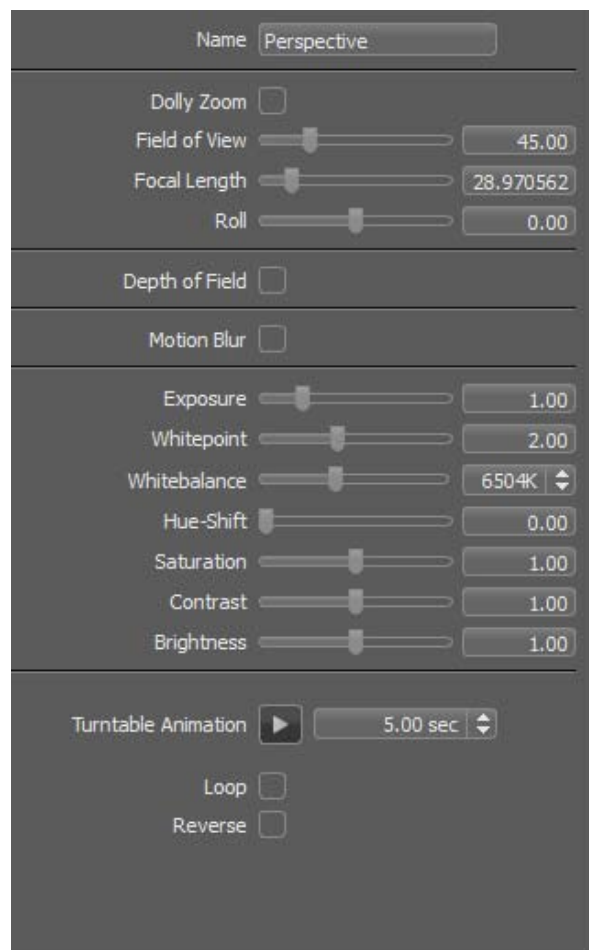 Name Perspective
Dolly Zoom
Field of View 45.00
Focal Length 28.970562
Roll 0.00
Depth of Field
Motion Blur
Exposure 1.00
Whitepoint 2.00
Whitebalance 6504K
Hue-Shift 0.00
Saturation 1.00
Contrast 1.00
Brightness 1.00
Turntable Animation 5.00 sec
Loop
Reverse